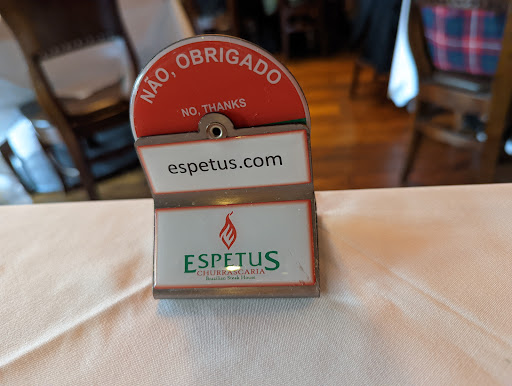 NÃO, OBRIGADO
NO, THANKS
espetus.com
ESPETUS
CHURRASCARIA
Brazilian Steak House